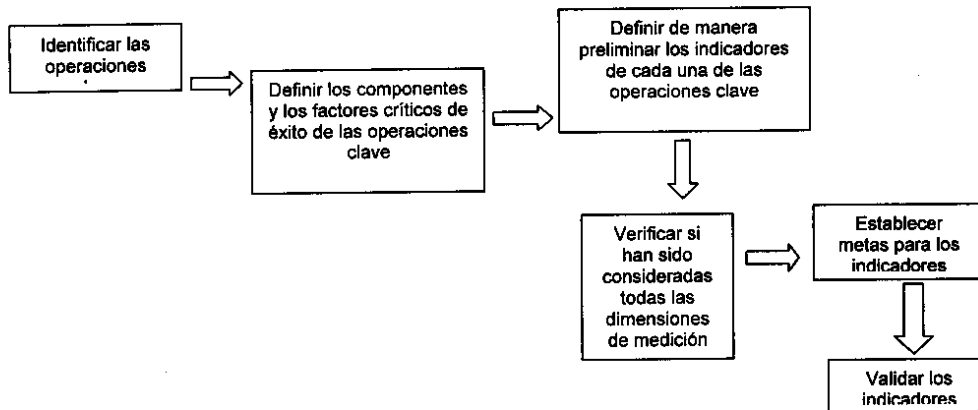 Identificar las
operaciones
Definir los componentes
y los factores críticos de
éxito de las operaciones
clave
Definir de manera
preliminar los indicadores
de cada una de las
operaciones clave
Verificar si
han sido
consideradas
todas las
dimensiones
de medición
Establecer
metas para los
indicadores
Validar los
indicadores